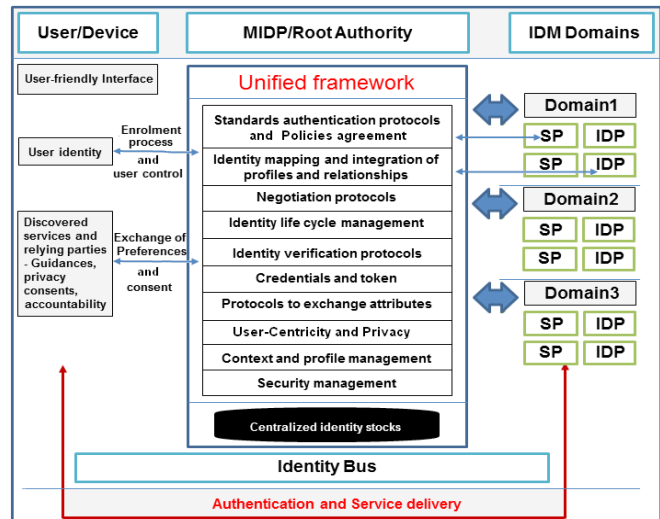 User/Device
MIDP/Root Authority
IDM Domains
User-friendly Interface
User identity
Enrolment
process
and
user control
Discovered
services and
relying parties
- Guidances,
privacy
consents,
accountability
Exchange of
Preferences
and
consent
Unified framework
Standards authentication protocols
and Policies agreement
Identity mapping and integration of
profiles and relationships
Negotiation protocols
Identity life cycle management
Identity verification protocols
Credentials and token
Protocols to exchange attributes
User-Centricity and Privacy
Context and profile management
Security management
Centralized identity stocks
Domain1
SP IDP
SP IDP
Domain2
SP IDP
SP IDP
Domain3
SP IDP
SP IDP
Identity Bus
Authentication and Service delivery